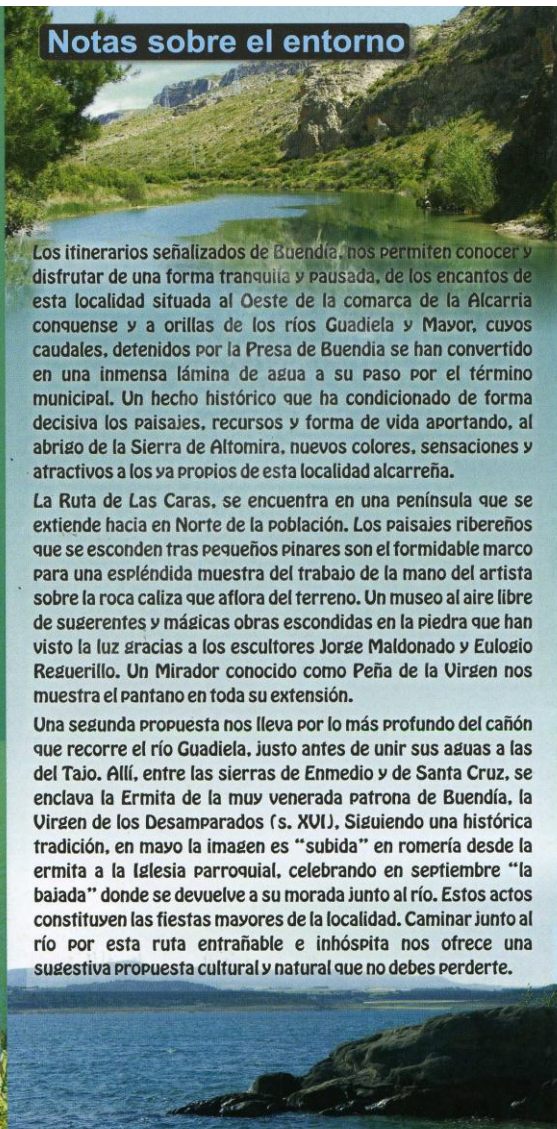 Notas sobre el entorno
Los itinerarios señalizados de Buendía, nos permiten conocer y
disfrutar de una forma tranquila y pausada, de los encantos de
esta localidad situada al Oeste de la comarca de la Alcarria
conquense y a orillas de los ríos Guadiela y Mayor, cuyos
caudales, detenidos por la Presa de Buendía se han convertido
en una inmensa lámina de agua a su paso por el término
municipal. Un hecho histórico que ha condicionado de forma
decisiva los paisajes, recursos y forma de vida aportando, al
abrigo de la Sierra de Altomira, nuevos colores, sensaciones y
atractivos a los ya propios de esta localidad alcarreña.
La Ruta de Las Caras, se encuentra en una península que se
extiende hacia en Norte de la población. Los paisajes ribereños
que se esconden tras pequeños pinares son el formidable marco
para una espléndida muestra del trabajo de la mano del artista
sobre la roca caliza que aflora del terreno. Un museo al aire libre
de sugerentes y mágicas obras escondidas en la piedra que han
visto la luz gracias a los escultores Jorge Maldonado y Eulogio
Reguerillo. Un Mirador conocido como Peña de la Virgen nos
muestra el pantano en toda su extensión.
Una segunda propuesta nos lleva por lo más profundo del cañón
que recorre el río Guadiela, justo antes de unir sus aguas a las
del Tajo. Allí, entre las sierras de Enmedio y de Santa Cruz, se
enclava la Ermita de la muy venerada patrona de Buendía, la
Virgen de los Desamparados (s. XVI), Siguiendo una histórica
tradición, en mayo la imagen es “subida” en romería desde la
ermita a la Iglesia parroquial, celebrando en septiembre “la
bajada” donde se devuelve a su morada junto al río. Estos actos
constituyen las fiestas mayores de la localidad. Caminar junto al
río por esta ruta entrañable e inhóspita nos ofrece una
sugestiva propuesta cultural y natural que no debes perderte.